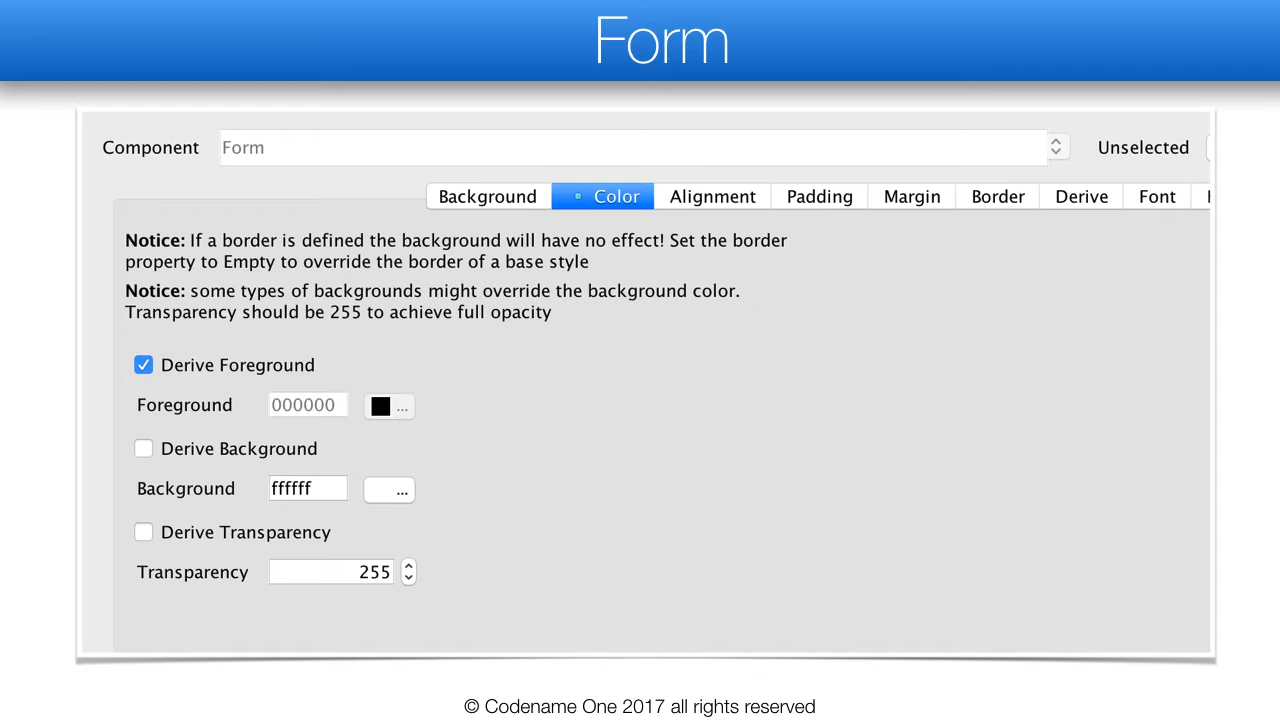 Form
Component Form Unselected
Background Color Alignment Padding Margin Border Derive Font
Notice: If a border is defined the background will have no effect! Set the border
property to Empty to override the border of a base style
Notice: some types of backgrounds might override the background color.
Transparency should be 255 to achieve full opacity
Derive Foreground
Foreground 000000 ...
Derive Background
Background ffffff ...
Derive Transparency
Transparency 255
© Codename One 2017 all rights reserved